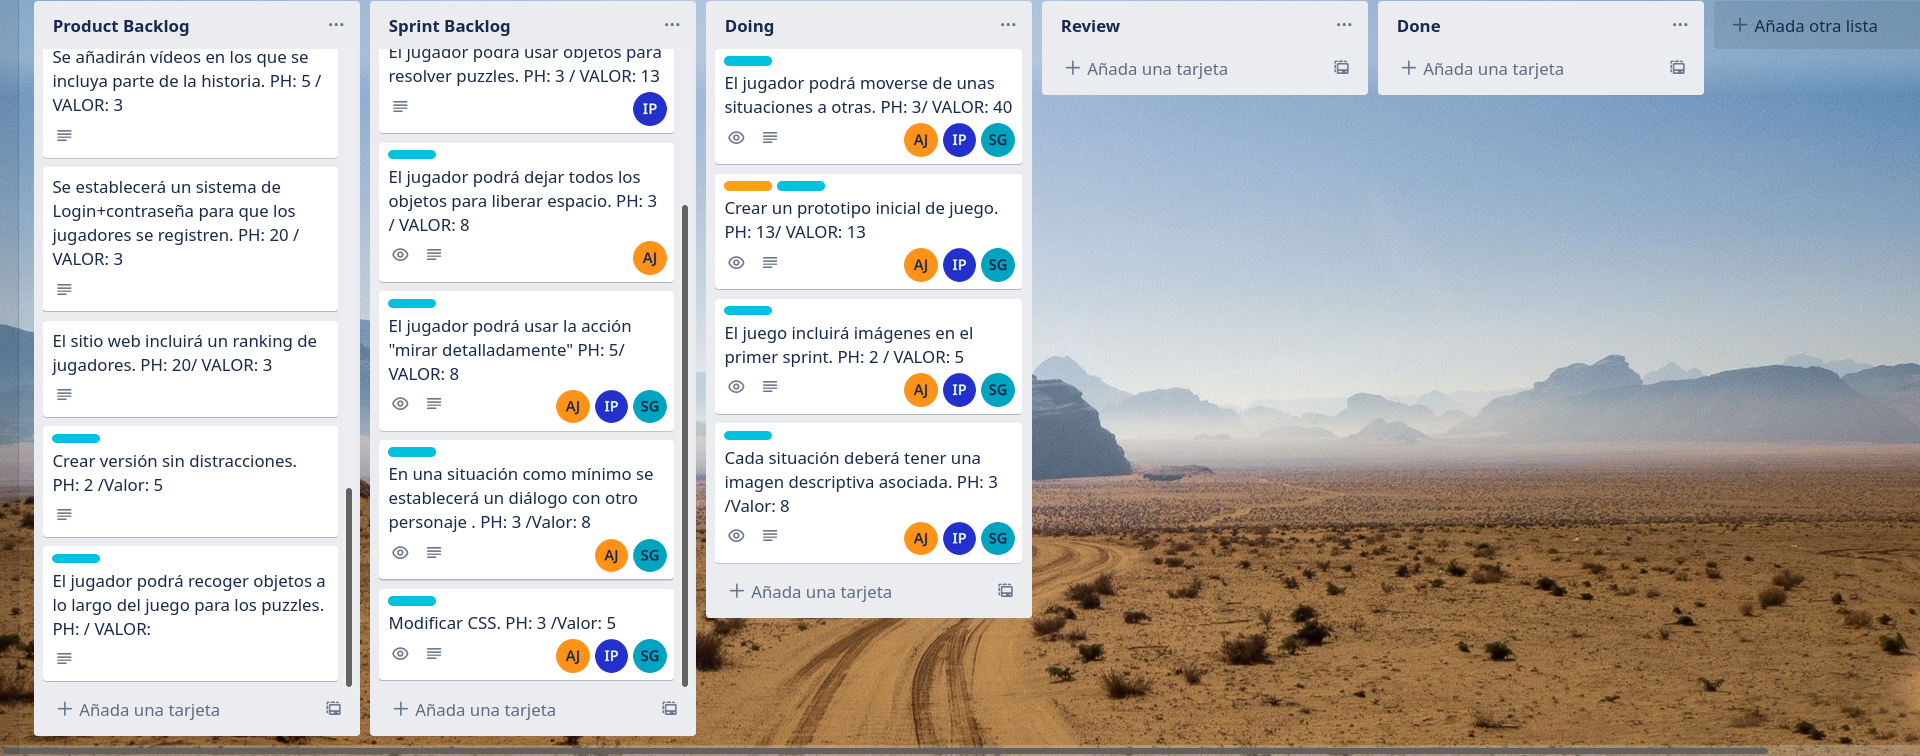 Product Backlog
Se añadirán vídeos en los que se
incluya parte de la historia. PH: 5 /
VALOR: 3
Se establecerá un sistema de
Login+contraseña para que los
jugadores se registren. PH: 20 /
VALOR: 3
El sitio web incluirá un ranking de
jugadores. PH: 20/ VALOR: 3
Crear versión sin distracciones.
PH: 2 /Valor: 5
El jugador podrá recoger objetos a
lo largo del juego para los puzzles.
PH: / VALOR:
Añada una tarjeta
Sprint Backlog
El jugador podrá usar objetos para
resolver puzzles. PH: 3 / VALOR: 13
IP
El jugador podrá dejar todos los
objetos para liberar espacio. PH: 3
/ VALOR: 8
AJ
El jugador podrá usar la acción
"mirar detalladamente" PH: 5/
VALOR: 8
AJ IP SG
En una situación como mínimo se
establecerá un diálogo con otro
personaje . PH: 3 /Valor: 8
AJ SG
Modificar CSS. PH: 3 /Valor: 5
AJ IP SG
Añada una tarjeta
Doing
El jugador podrá moverse de unas
situaciones a otras. PH: 3/ VALOR: 40
AJ IP SG
Crear un prototipo inicial de juego.
PH: 13/ VALOR: 13
AJ IP SG
El juego incluirá imágenes en el
primer sprint. PH: 2 / VALOR: 5
AJ IP SG
Cada situación deberá tener una
imagen descriptiva asociada. PH: 3
/Valor: 8
AJ IP SG
Añada una tarjeta
Review
Añada una tarjeta
Done
Añada una tarjeta
Añada otra lista